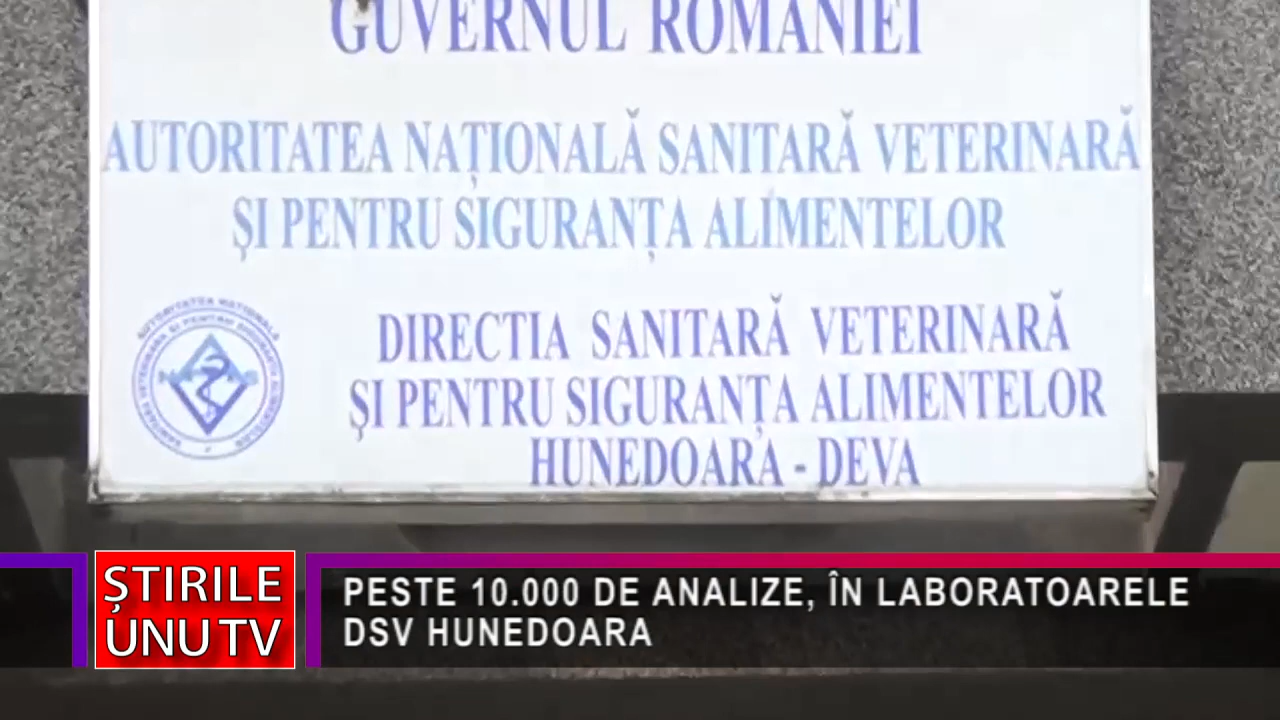 GUVERNUL ROMÂNIEI
AUTORITATEA NAȚIONALĂ SANITARĂ VETERINARĂ
ȘI PENTRU SIGURANȚA ALIMENTELOR
DIRECTIA SANITARĂ VETERINARĂ
ȘI PENTRU SIGURANȚA ALIMENTELOR
HUNEDOARA - DEVA
ȘTIRILE
UNU TV
PESTE 10.000 DE ANALIZE, ÎN LABORATOARELE
DSV HUNEDOARA